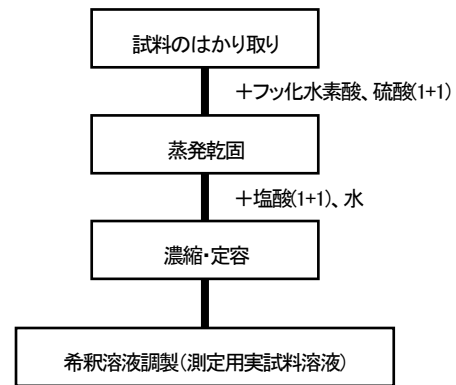 試料のはかり取り
＋フッ化水素酸、硫酸(1+1)
蒸発乾固
＋塩酸(1+1)、水
濃縮・定容
希釈溶液調製(測定用実試料溶液)